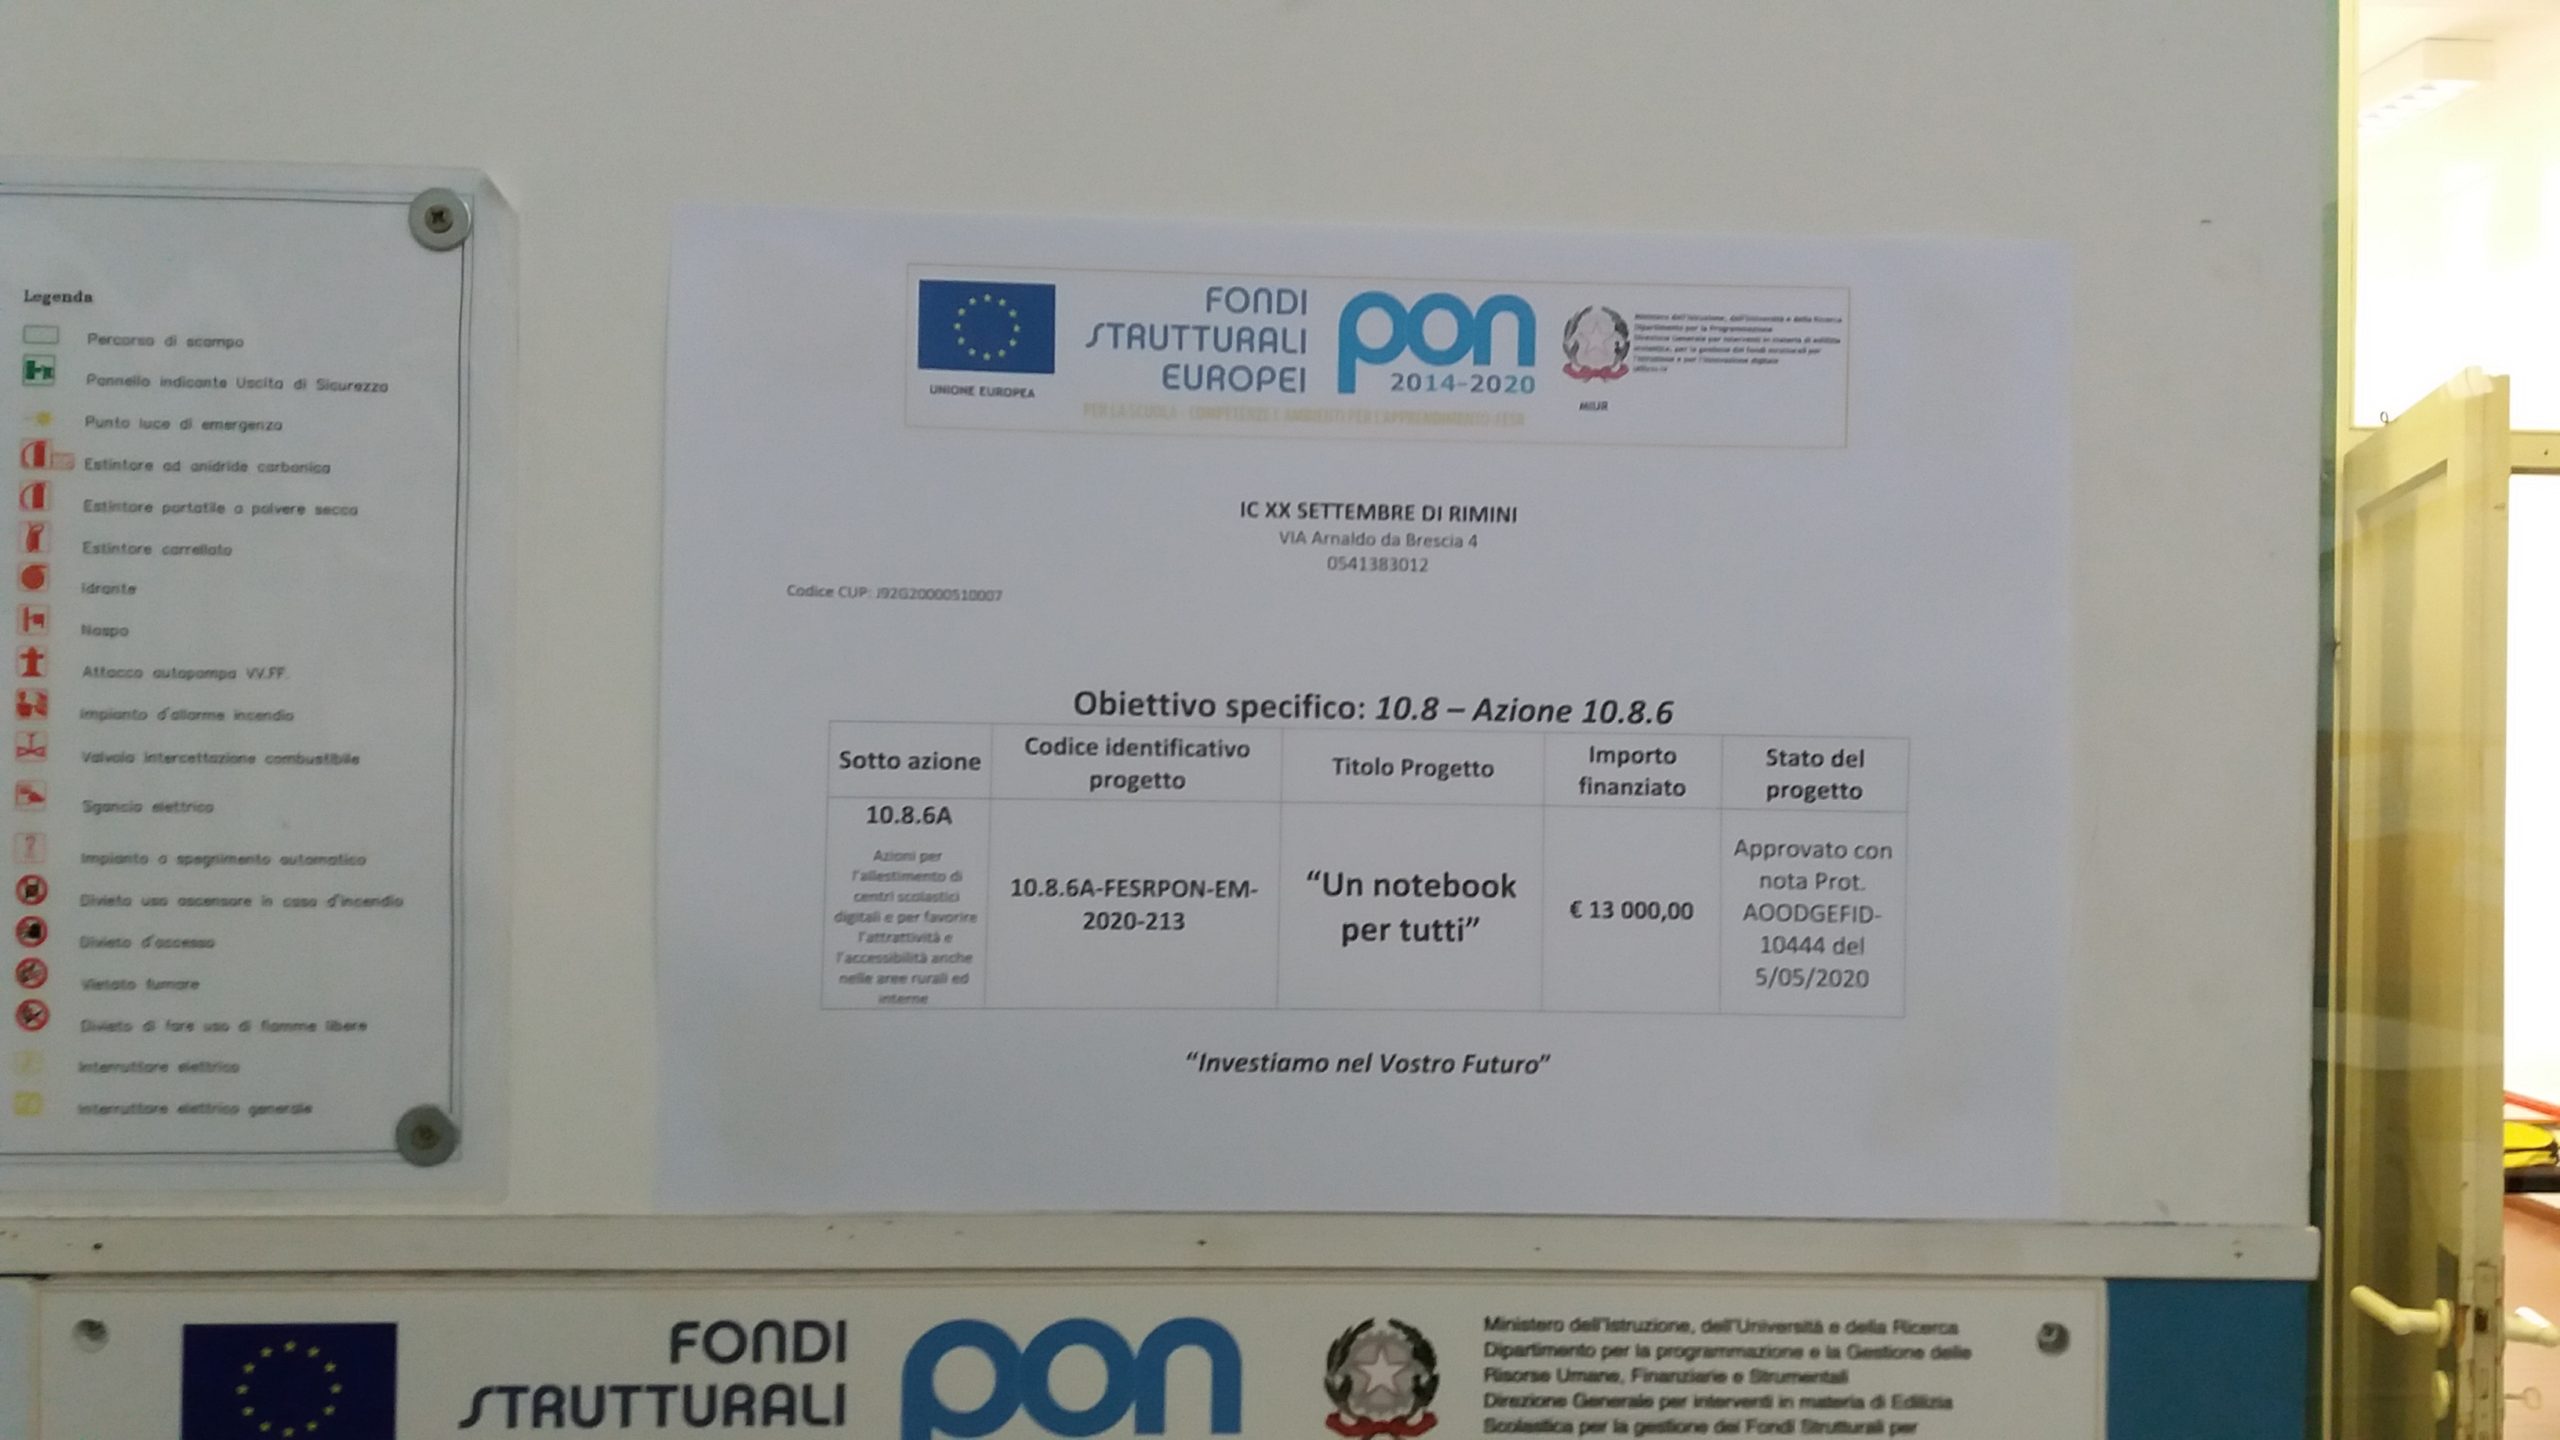 Legenda
Percorso di scampo
Pannello indicante Uscita di Sicurezza
Punto luce di emergenza
Estintore ad anidride carbonica
Estintore portatile a polvere secca
Estintore carrellato
Idrante
Naspo
Attacco autopompa VV.FF.
Impianto d'allarme incendio
Valvola intercettazione combustibile
Sgancio elettrico
Impianto a spegnimento automatico
Divieto uso ascensore in caso d'incendio
Divieto d'accesso
Vietato fumare
Divieto di fare uso di fiamme libere
Interruttore elettrico
Interruttore elettrico generale
UNIONE EUROPEA
FONDI
STRUTTURALI
EUROPEI
pon
2014-2020
PER LA SCUOLA - COMPETENZE E AMBIENTI PER L'APPRENDIMENTO-FESR
MIUR
IC XX SETTEMBRE DI RIMINI
VIA Arnaldo da Brescia 4
0541383012
Codice CUP: J92G20000510007
Obiettivo specifico: 10.8 – Azione 10.8.6
Sotto azione
Codice identificativo
progetto
Titolo Progetto
Importo
finanziato
Stato del
progetto
10.8.6A
Azioni per
l'allestimento di
centri scolastici
digitali e per favorire
l'attrattività e
l'accessibilità anche
nelle aree rurali ed
interne
10.8.6A-FESRPON-EM-
2020-213
“Un notebook
per tutti”
€ 13 000,00
Approvato con
nota Prot.
AOODGEFID-
10444 del
5/05/2020
“Investiamo nel Vostro Futuro”
FONDI
STRUTTURALI
pon
Ministero dell'Istruzione, dell'Università e della Ricerca
Dipartimento per la programmazione e la Gestione delle
Risorse Umane, Finanziarie e Strumentali
Direzione Generale per interventi in materia di Edilizia
Scolastica per la gestione dei Fondi Strutturali per